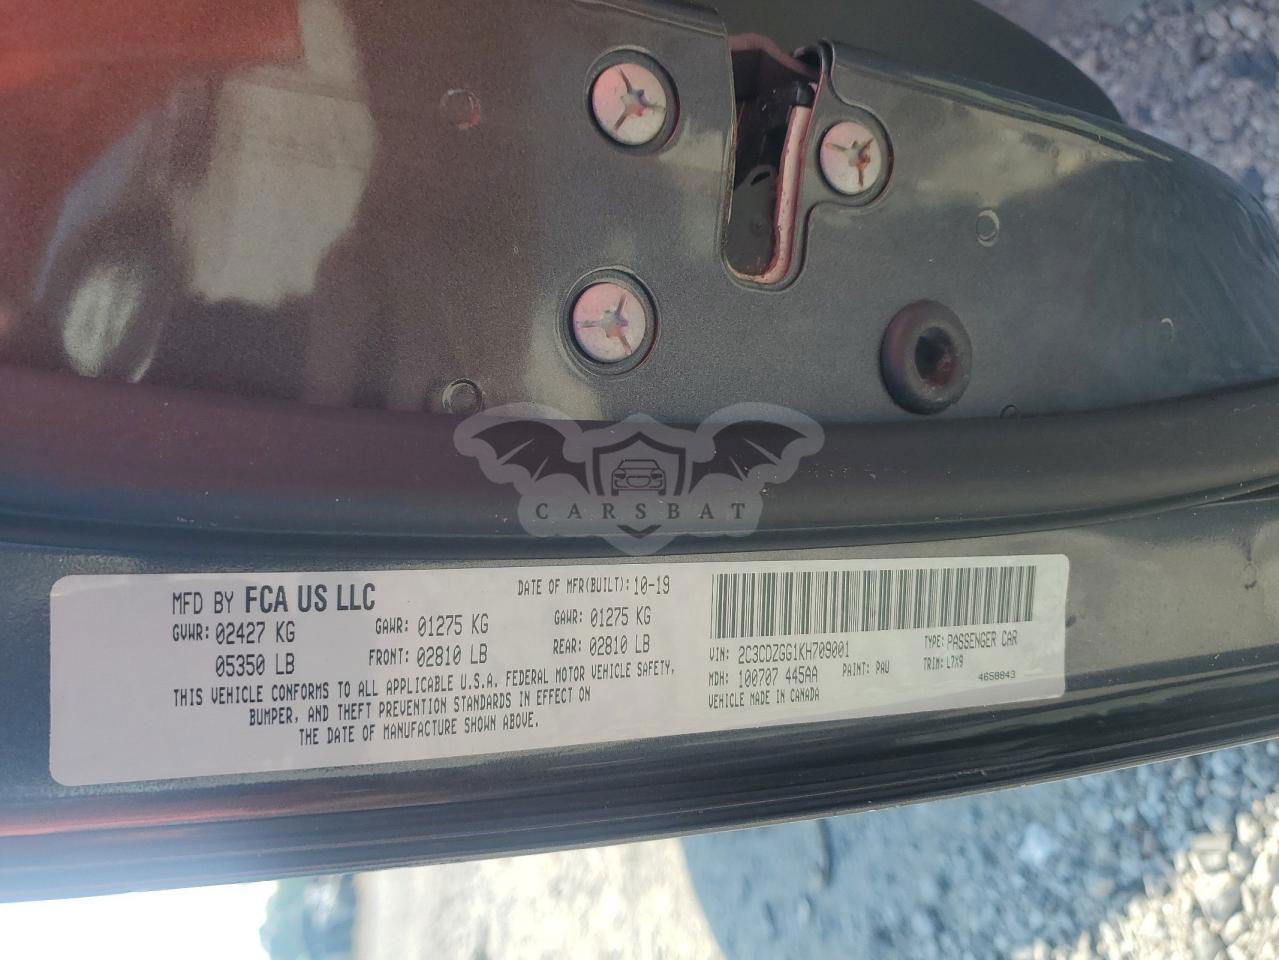 CARSBAT
MFD BY FCA US LLC
DATE OF MFR(BUILT): 10-19
GVWR: 02427 KG
GAWR: 01275 KG
GAWR: 01275 KG
05350 LB
FRONT: 02810 LB
REAR: 02810 LB
THIS VEHICLE CONFORMS TO ALL APPLICABLE U.S.A. FEDERAL MOTOR VEHICLE SAFETY,
BUMPER, AND THEFT PREVENTION STANDARDS IN EFFECT ON
THE DATE OF MANUFACTURE SHOWN ABOVE.
VIN: 2C3CDZGG1KH709001
TYPE: PASSENGER CAR
MDH: 100707 445AA
PAINT: PAU
TRIM: L7X9
VEHICLE MADE IN CANADA
4658843